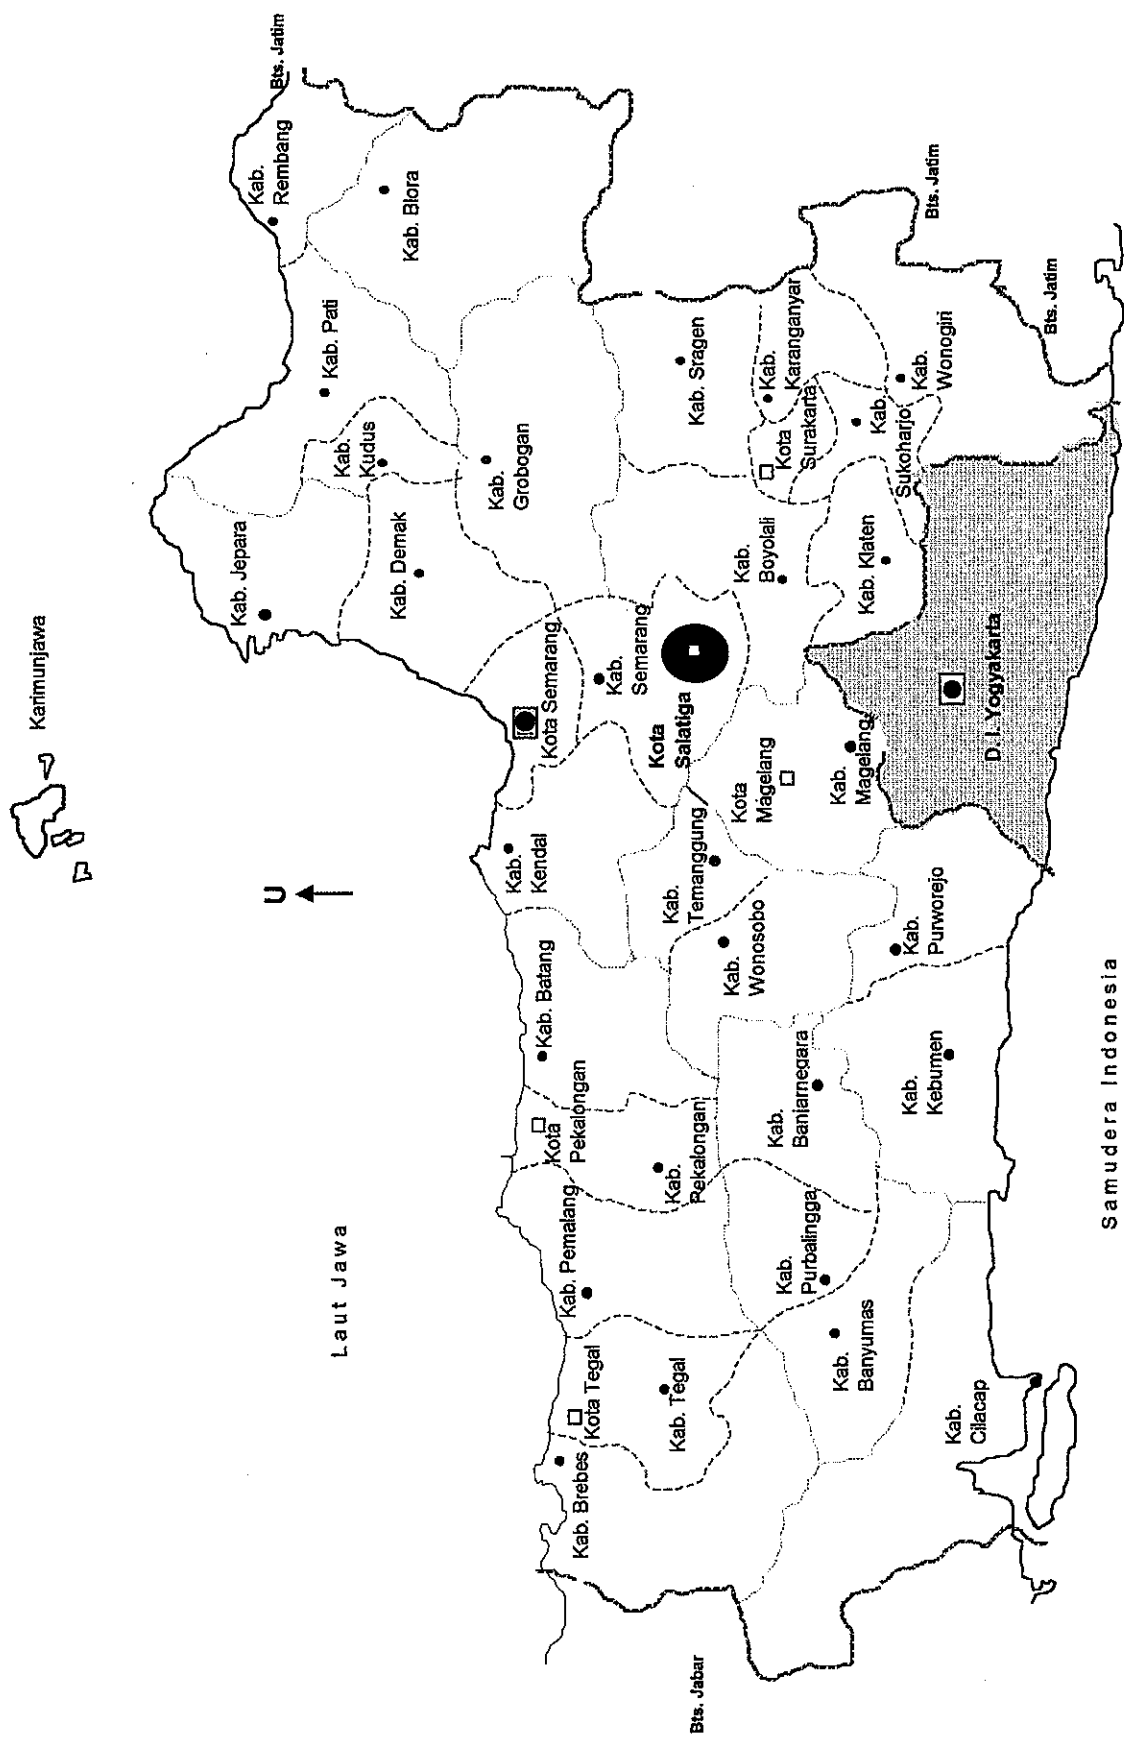 Karimunjawa
U
Laut Jawa
Bts. Jatim
Kab.
Rembang
Kab. Blora
Kab. Pati
Kab.
Kudus
Kab. Jepara
Kab. Demak
Kab.
Grobogan
Kota Semarang
Kab.
Semarang
Kota
Salatiga
Kab.
Kendal
Kab. Batang
Kota
Pekalongan
Kab.
Pekalongan
Kab. Pemalang
Kota Tegal
Kab. Tegal
Kab. Brebes
Bts. Jabar
Kab.
Cilacap
Kab.
Banyumas
Kab.
Purbalingga
Kab.
Banjarnegara
Kab.
Kebumen
Kab.
Wonosobo
Kab.
Temanggung
Kab.
Purworejo
Kota
Magelang
Kab.
Magelang
Kab.
Boyolali
Kab. Klaten
Kab. Sragen
Kab.
Karanganyar
Kota
Surakarta
Kab.
Sukoharjo
Kab.
Wonogiri
Bts. Jatim
Bts. Jatim
D. I. Yogyakarta
Samudera Indonesia